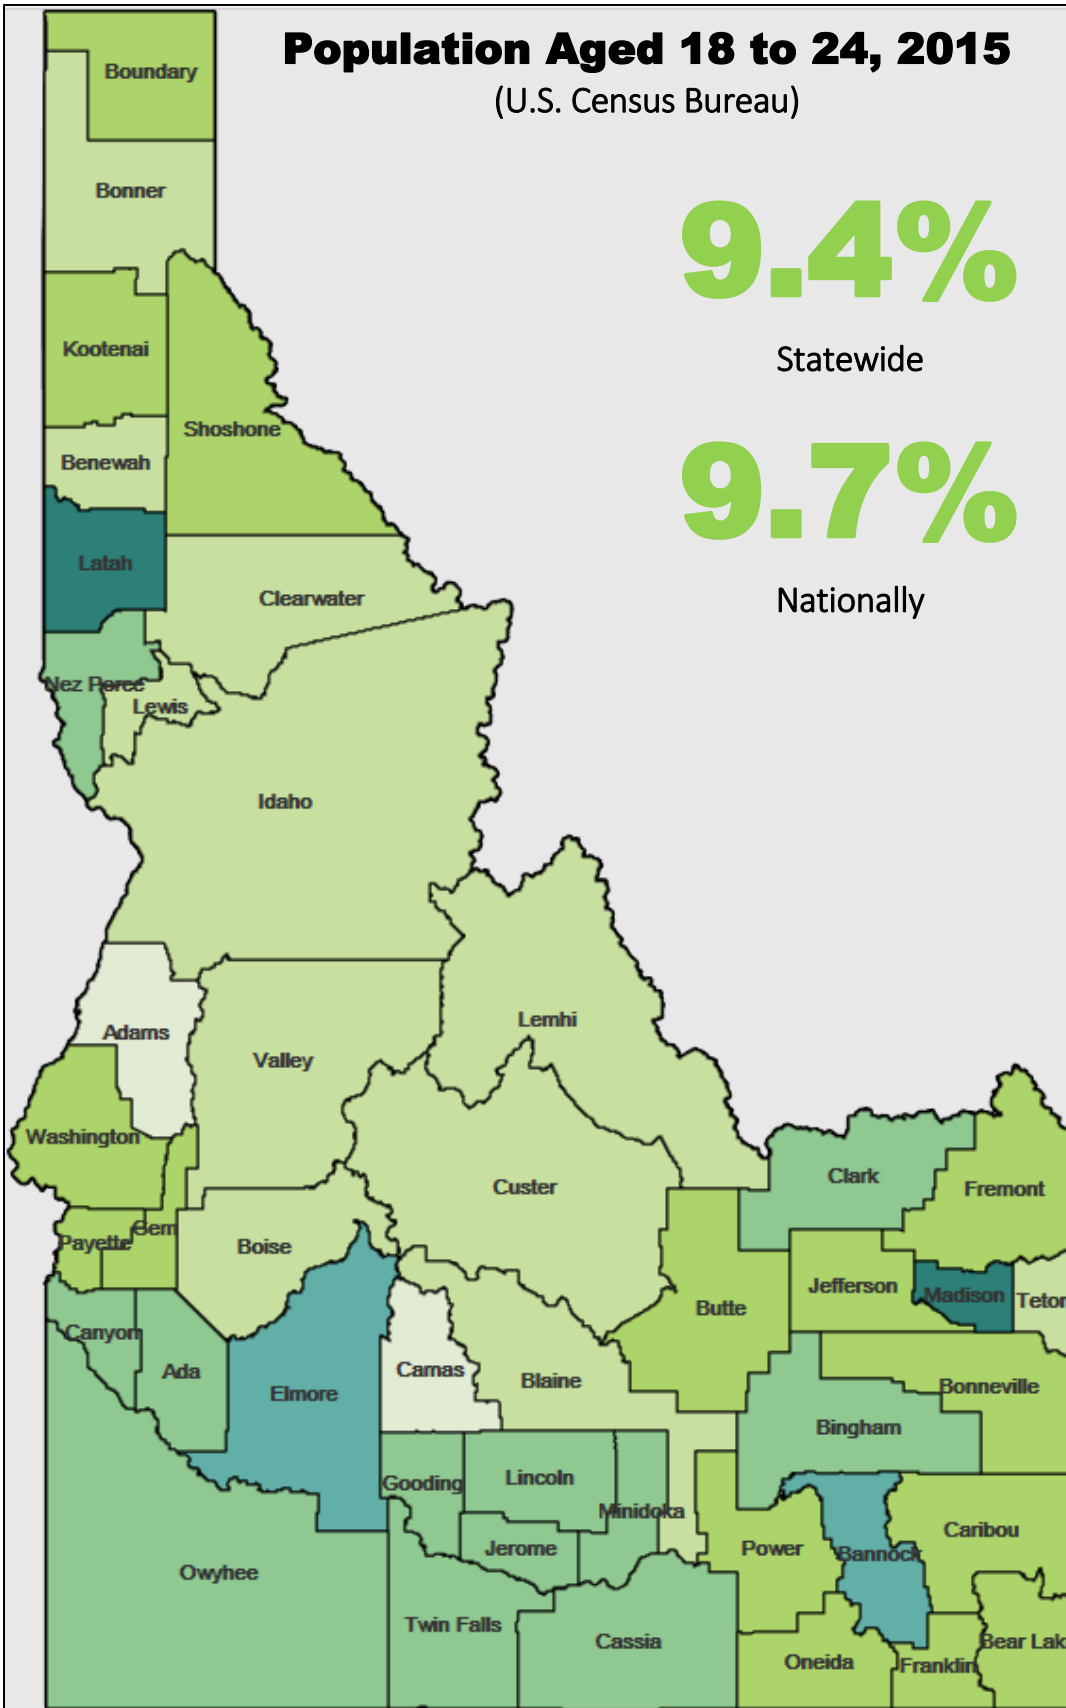 Population Aged 18 to 24, 2015
(U.S. Census Bureau)
9.4%
Statewide
9.7%
Nationally
Boundary
Bonner
Kootenai
Shoshone
Benewah
Latah
Clearwater
Nez Perce
Lewis
Idaho
Adams
Lemhi
Valley
Washington
Clark
Custer
Fremont
Gem
Payette
Boise
Jefferson
Madison
Teton
Butte
Canyon
Ada
Camas
Blaine
Elmore
Bonneville
Bingham
Gooding
Lincoln
Minidoka
Caribou
Jerome
Power
Bannock
Owyhee
Twin Falls
Cassia
Bear Lak
Oneida
Franklin